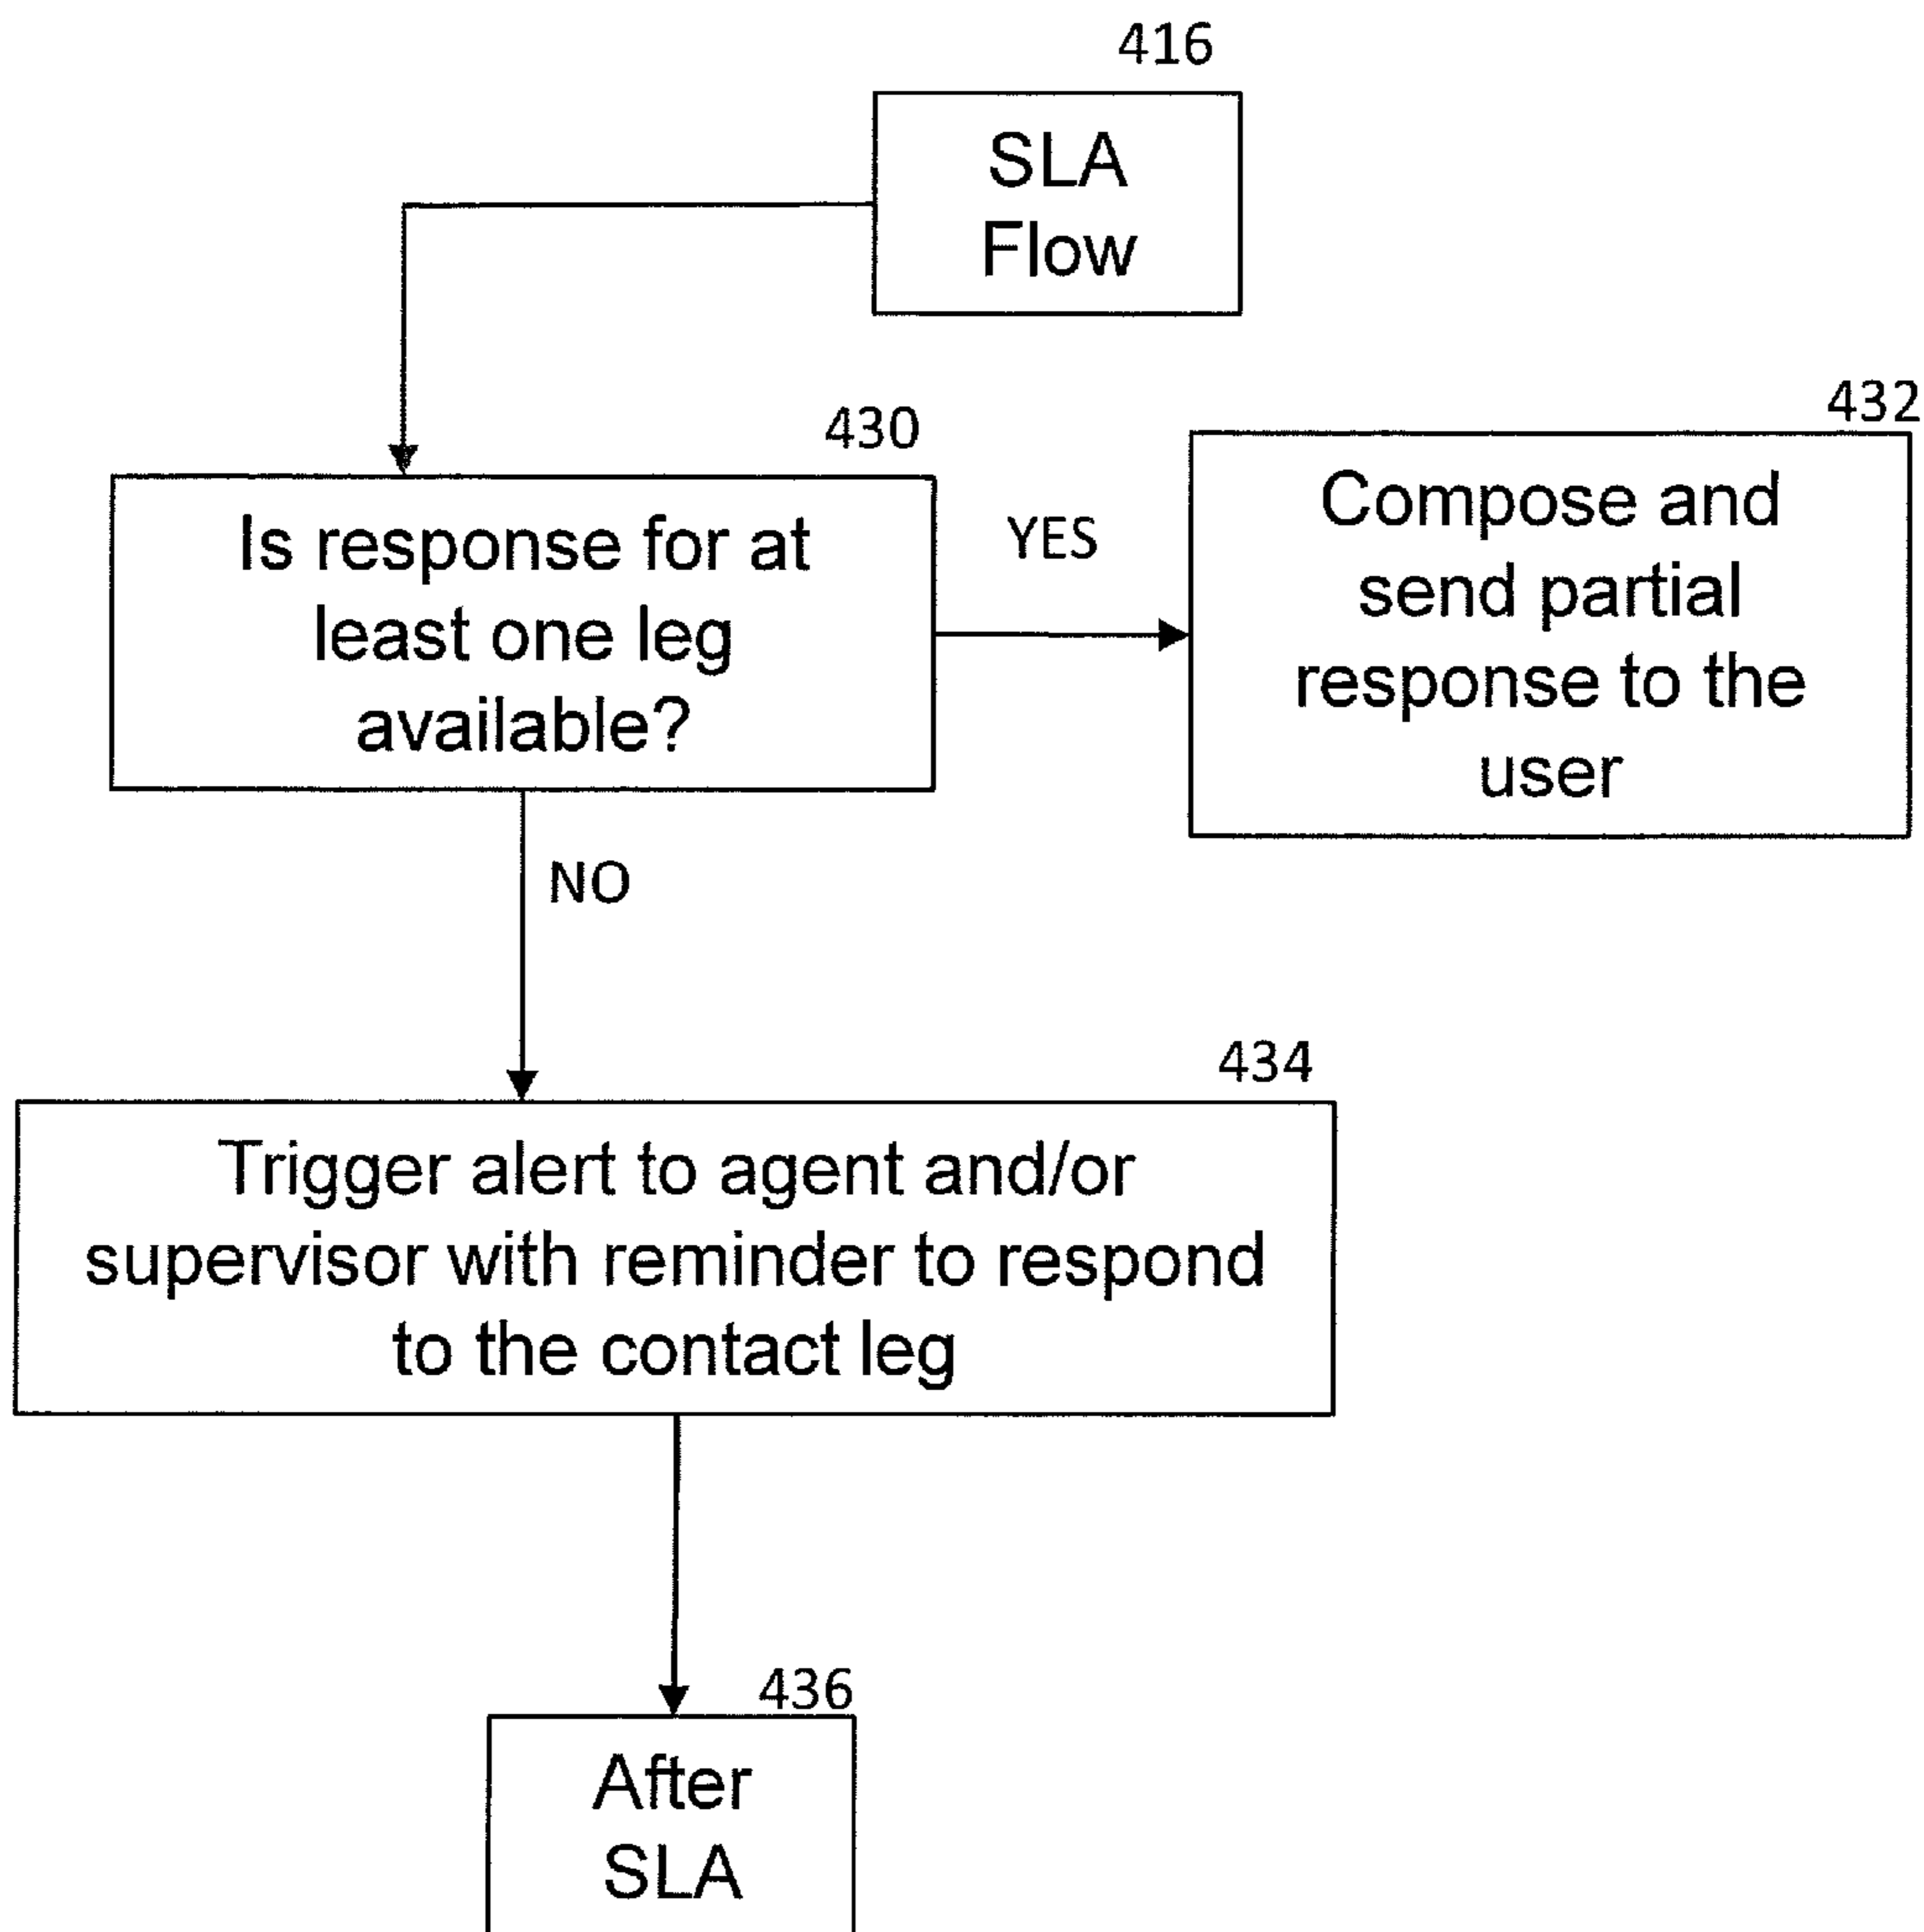 416
SLA
Flow
430
Is response for at
least one leg
available?
YES
432
Compose and
send partial
response to the
user
NO
434
Trigger alert to agent and/or
supervisor with reminder to respond
to the contact leg
436
After
SLA